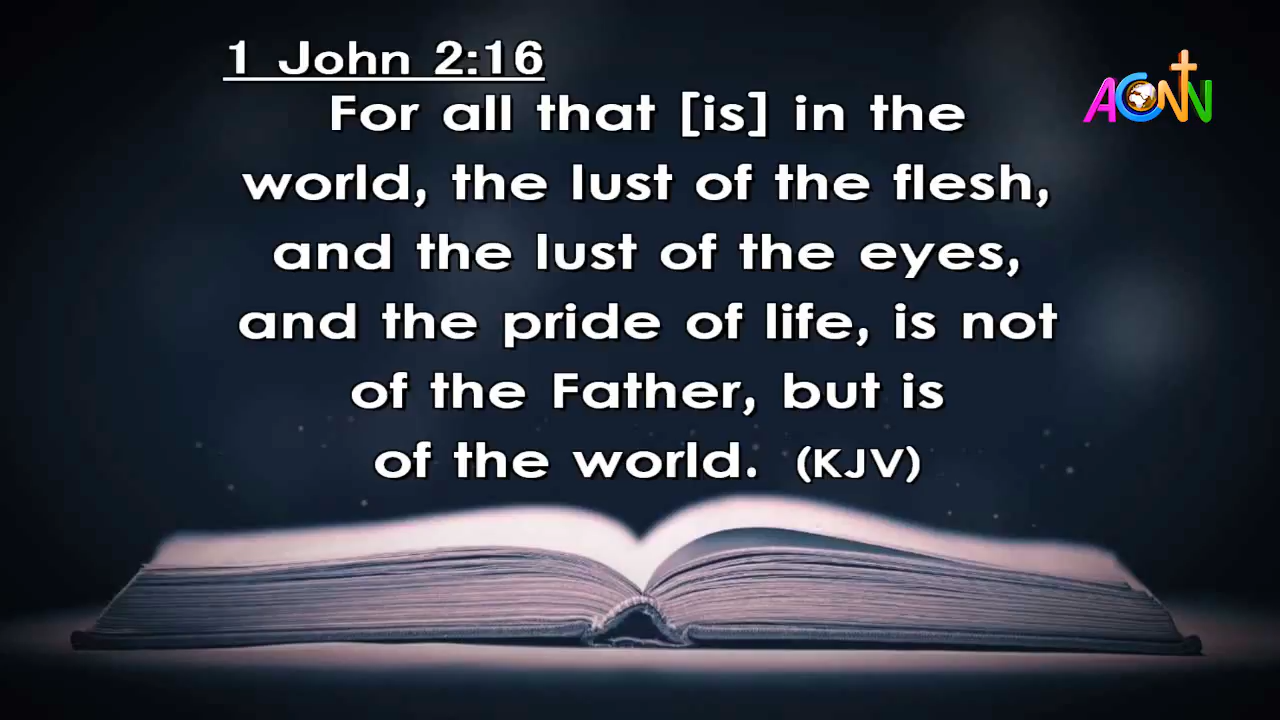 1 John 2:16
ACNN
For all that [is] in the
world, the lust of the flesh,
and the lust of the eyes,
and the pride of life, is not
of the Father, but is
of the world. (KJV)